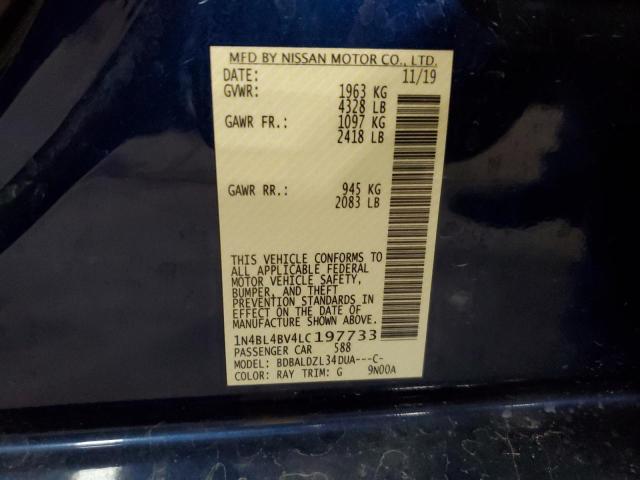 MFD BY NISSAN MOTOR CO., LTD.
DATE: 11/19
GVWR: 1963 KG
4328 LB
GAWR FR.: 1097 KG
2418 LB
GAWR RR.: 945 KG
2083 LB
THIS VEHICLE CONFORMS TO
ALL APPLICABLE FEDERAL
MOTOR VEHICLE SAFETY,
BUMPER, AND THEFT
PREVENTION STANDARDS IN
EFFECT ON THE DATE OF
MANUFACTURE SHOWN ABOVE.
1N4BL4BV4LC197733
PASSENGER CAR 588
MODEL: BDBALDZL34DUA---C-
COLOR: RAY TRIM: G 9N00A